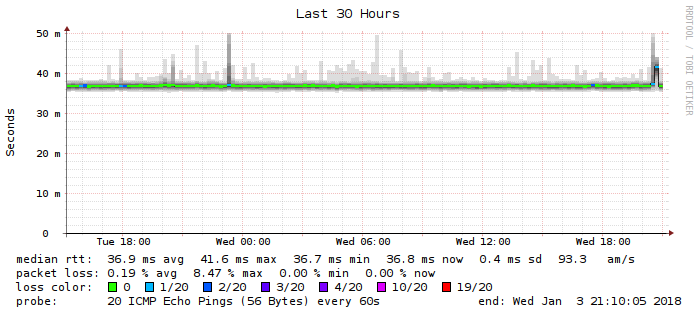 Last 30 Hours
RRDTOOL / TOBI OETIKER
Seconds
50 m
40 m
30 m
20 m
10 m
0
Tue 18:00 Wed 00:00 Wed 06:00 Wed 12:00 Wed 18:00
median rtt: 36.9 ms avg 41.6 ms max 36.7 ms min 36.8 ms now 0.4 ms sd 93.3 am/s
packet loss: 0.19 % avg 8.47 % max 0.00 % min 0.00 % now
loss color: 0 1/20 2/20 3/20 4/20 10/20 19/20
probe: 20 ICMP Echo Pings (56 Bytes) every 60s end: Wed Jan 3 21:10:05 2018